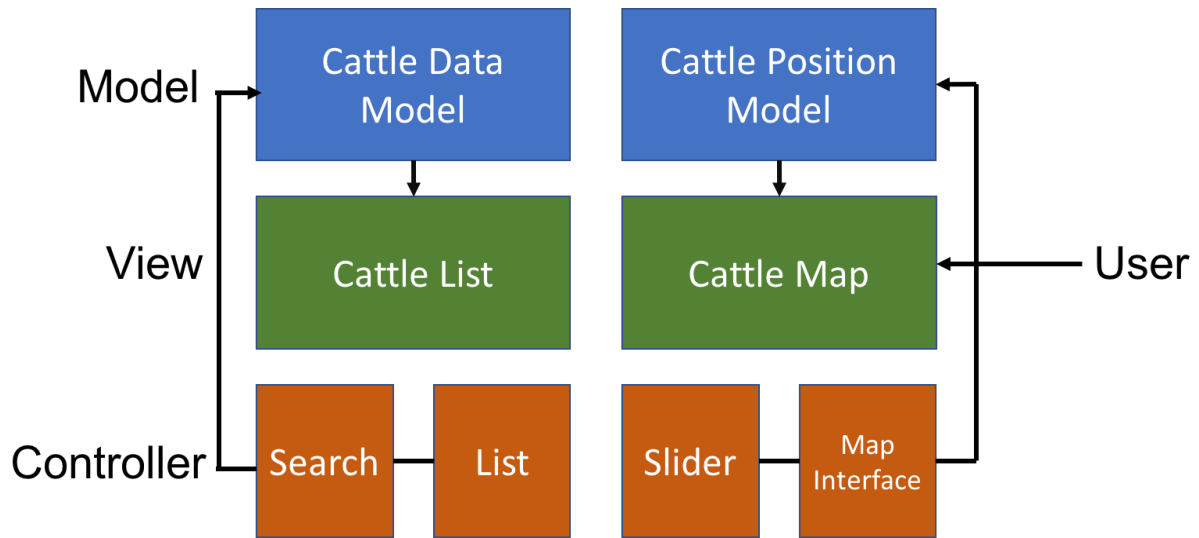 Model
Cattle Data
Model
Cattle Position
Model
View
Cattle List
Cattle Map
User
Controller
Search
List
Slider
Map
Interface